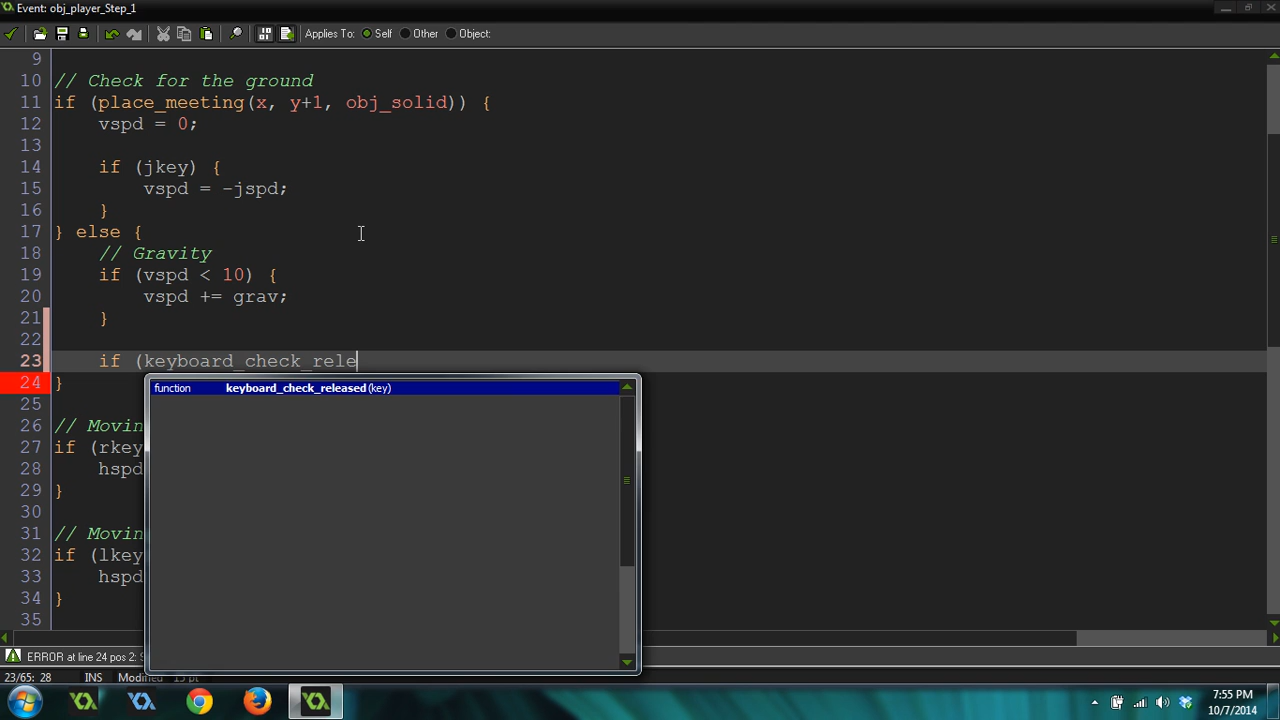 Event: obj_player_Step_1
Applies To: Self Other Object:
9
10 // Check for the ground
11 if (place_meeting(x, y+1, obj_solid)) {
12 vspd = 0;
13
14 if (jkey) {
15 vspd = -jspd;
16 }
17 } else {
18 // Gravity
19 if (vspd < 10) {
20 vspd += grav;
21 }
22
23 if (keyboard_check_rele
24 }
function keyboard_check_released(key)
25
26 // Movin
27 if (rkey
28 hspd
29 }
30
31 // Movin
32 if (lkey
33 hspd
34 }
35
ERROR at line 24 pos 2:
23/65: 28 INS
7:55 PM
10/7/2014